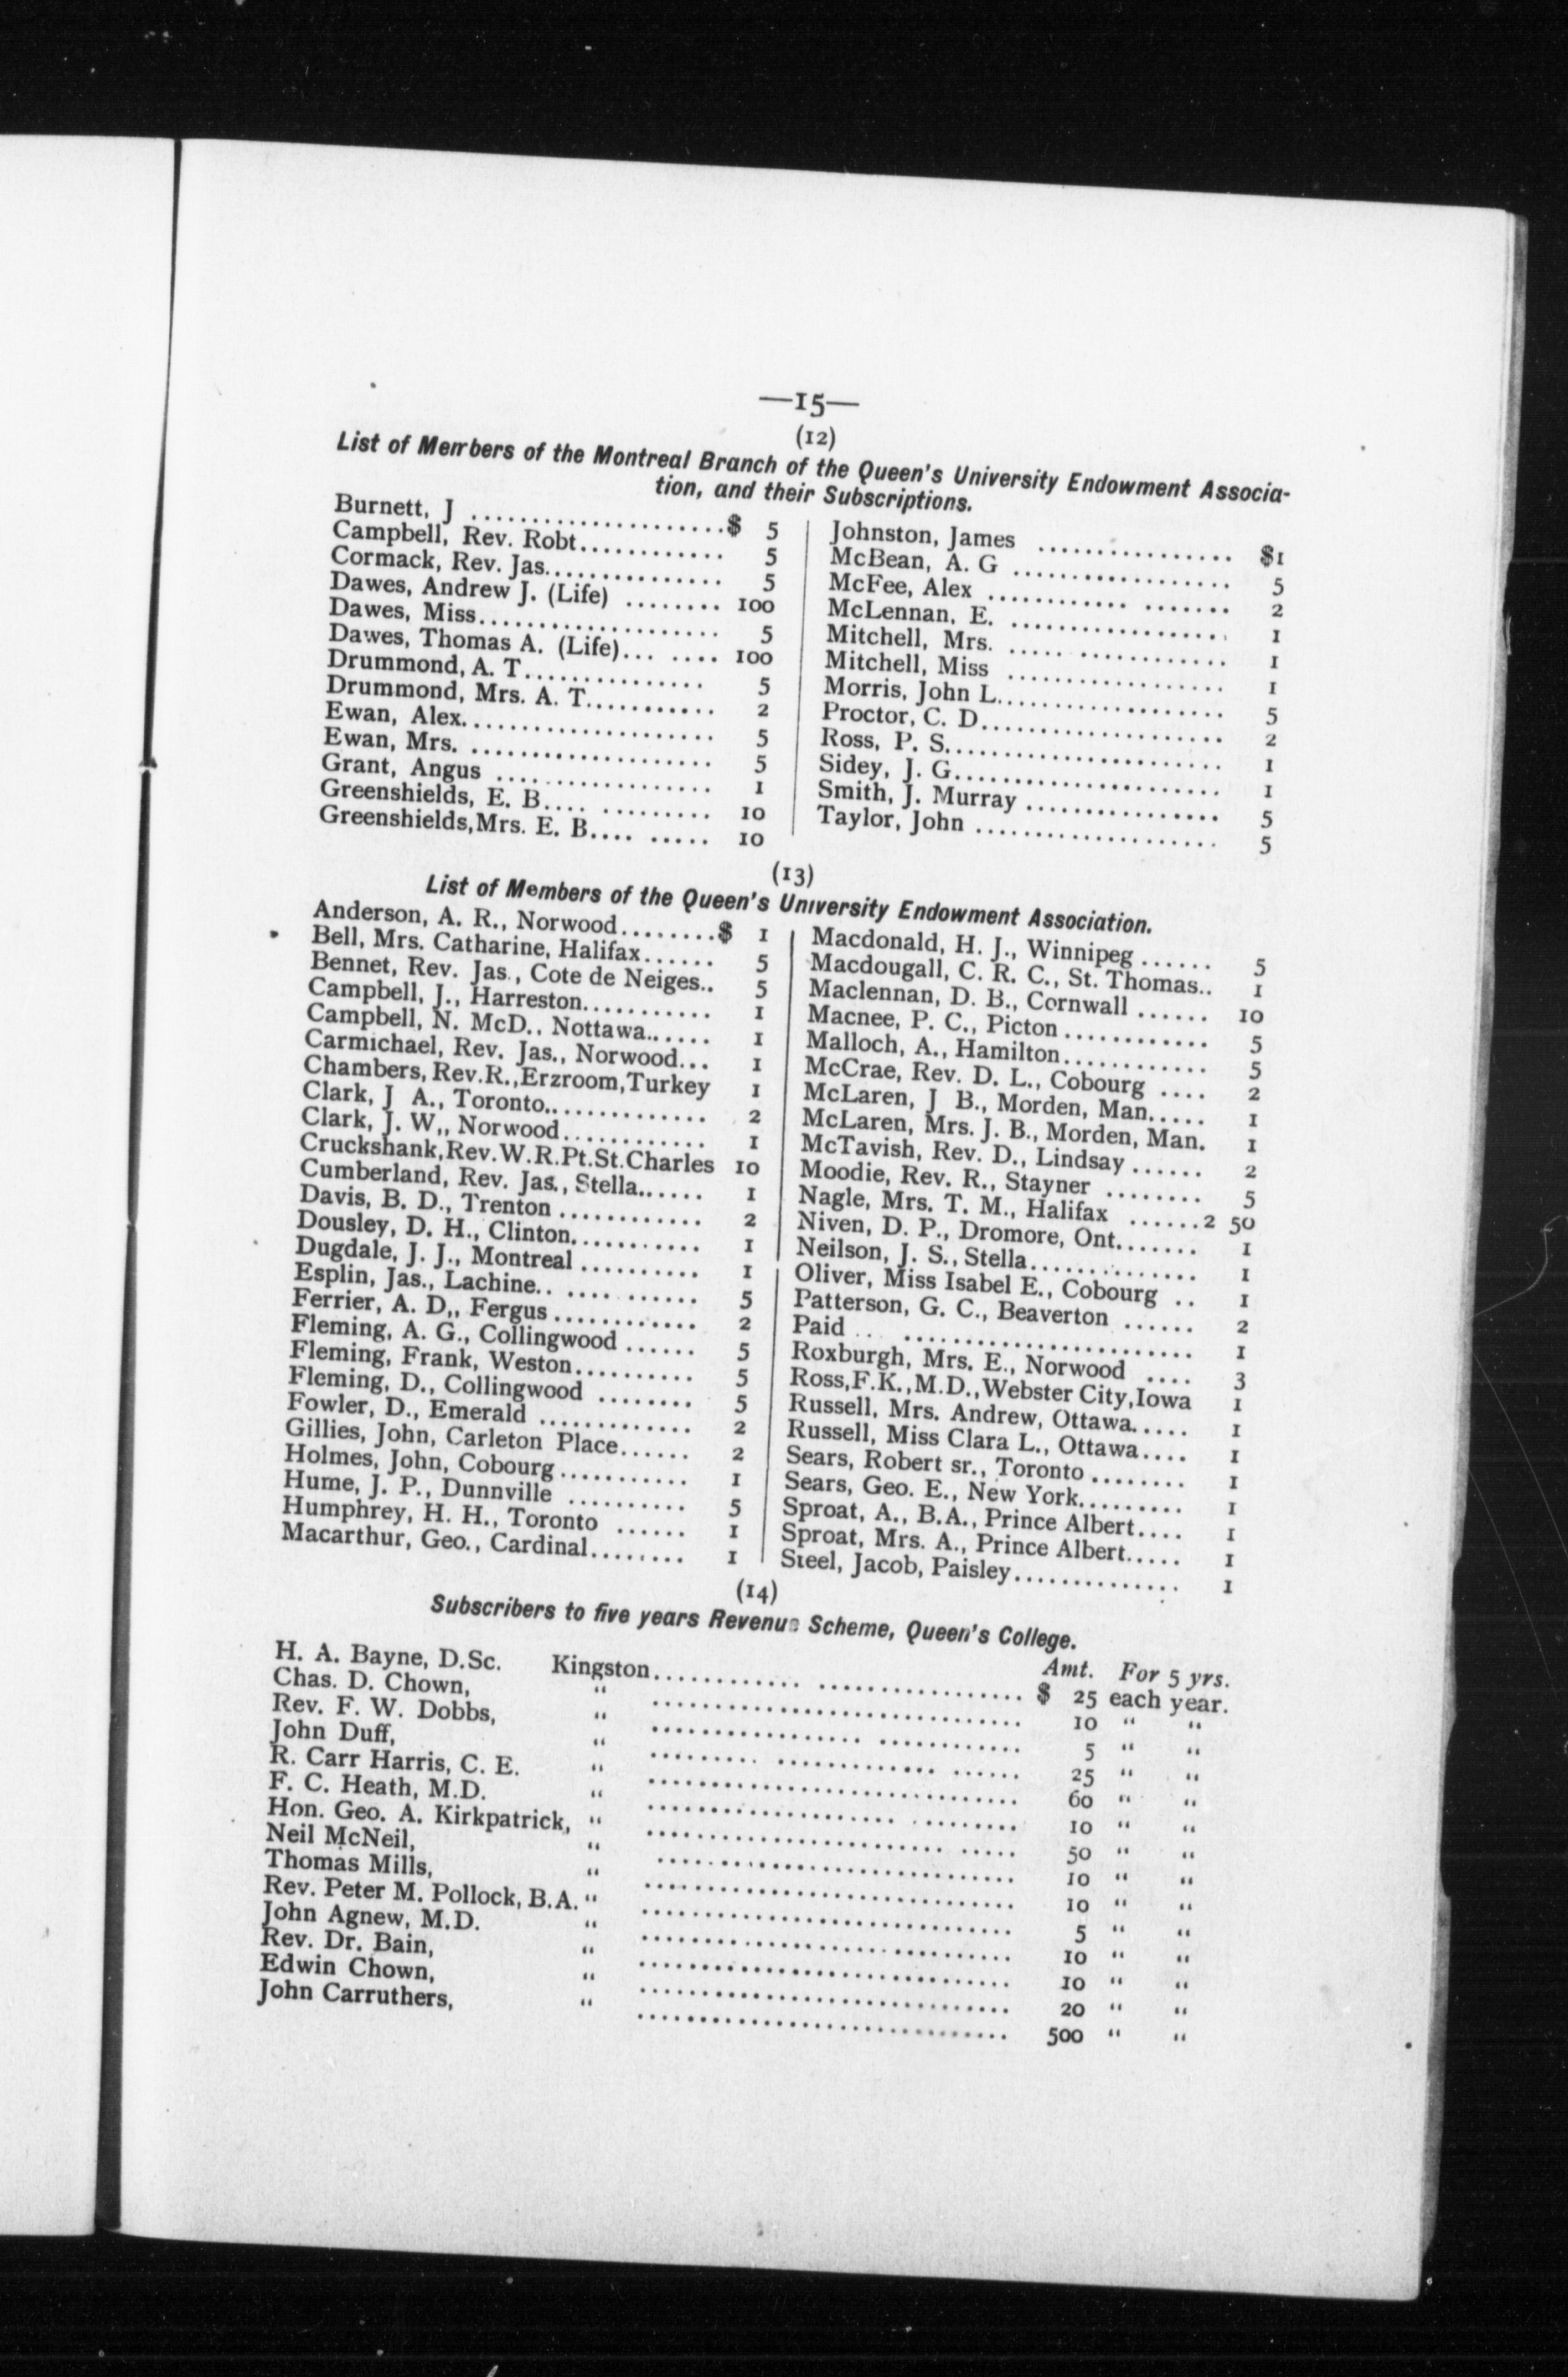 —15—
(12)
List of Members of the Montreal Branch of the Queen's University Endowment Associa-
tion, and their Subscriptions.
Burnett, J .....................$ 5
Campbell, Rev. Robt............ 5
Cormack, Rev. Jas............... 5
Dawes, Andrew J. (Life) ........ 100
Dawes, Miss.................... 5
Dawes, Thomas A. (Life)... .... 100
Drummond, A. T............... 5
Drummond, Mrs. A. T........... 2
Ewan, Alex..................... 5
Ewan, Mrs. .................... 5
Grant, Angus .................. 1
Greenshields, E. B.... ......... 10
Greenshields,Mrs. E. B.... ..... 10
Johnston, James ................ $1
McBean, A. G .................. 5
McFee, Alex ............ ....... 2
McLennan, E. .................. 1
Mitchell, Mrs. ..... ............ 1
Mitchell, Miss .................. 1
Morris, John L................... 5
Proctor, C. D.................... 2
Ross, P. S....................... 1
Sidey, J. G...................... 1
Smith, J. Murray ................ 5
Taylor, John .................... 5
(13)
List of Members of the Queen's University Endowment Association.
Anderson, A. R., Norwood........$ 1
Bell, Mrs. Catharine, Halifax...... 5
Bennet, Rev. Jas., Cote de Neiges.. 5
Campbell, J., Harreston........... 1
Campbell, N. McD., Nottawa...... 1
Carmichael, Rev. Jas., Norwood... 1
Chambers,Rev.R.,Erzroom,Turkey 1
Clark, J A., Toronto............. 2
Clark, J. W,, Norwood............ 1
Cruckshank,Rev.W.R.Pt.St.Charles 10
Cumberland, Rev. Jas., Stella...... 1
Davis, B. D., Trenton ............ 2
Dousley, D. H., Clinton........... 1
Dugdale, J. J., Montreal .......... 1
Esplin, Jas., Lachine.. ........... 5
Ferrier, A. D,, Fergus ............ 2
Fleming, A. G., Collingwood ...... 5
Fleming, Frank, Weston.......... 5
Fleming, D., Collingwood ........ 5
Fowler, D., Emerald ............. 2
Gillies, John, Carleton Place...... 2
Holmes, John, Cobourg........... 1
Hume, J. P., Dunnville .......... 5
Humphrey, H. H., Toronto ...... 1
Macarthur, Geo., Cardinal........ 1
Macdonald, H. J., Winnipeg ...... 5
Macdougall, C. R. C., St. Thomas.. 1
Maclennan, D. B., Cornwall ...... 10
Macnee, P. C., Picton ............ 5
Malloch, A., Hamilton............ 5
McCrae, Rev. D. L., Cobourg .... 2
McLaren, J B., Morden, Man..... 1
McLaren, Mrs. J. B., Morden, Man. 1
McTavish, Rev. D., Lindsay ...... 2
Moodie, Rev. R., Stayner ........ 5
Nagle, Mrs. T. M., Halifax ......2 50
Niven, D. P., Dromore, Ont....... 1
Neilson, J. S., Stella.............. 1
Oliver, Miss Isabel E., Cobourg .. 1
Patterson, G. C., Beaverton ...... 2
Paid .. ........................ 1
Roxburgh, Mrs. E., Norwood .... 3
Ross,F.K.,M.D.,Webster City,Iowa 1
Russell, Mrs. Andrew, Ottawa..... 1
Russell, Miss Clara L., Ottawa.... 1
Sears, Robert sr., Toronto ........ 1
Sears, Geo. E., New York......... 1
Sproat, A., B.A., Prince Albert.... 1
Sproat, Mrs. A., Prince Albert..... 1
Steel, Jacob, Paisley.............. 1
(14)
Subscribers to five years Revenue Scheme, Queen's College.
Amt. For 5 yrs.
H. A. Bayne, D.Sc. Kingston............ ................. $ 25 each year.
Chas. D. Chown, " .............................. 10 " "
Rev. F. W. Dobbs, " ................. ............ 5 " "
John Duff, " ......... ............. ...... 25 " "
R. Carr Harris, C. E. " .............................. 60 " "
F. C. Heath, M.D. " .................... ......... 10 " "
Hon. Geo. A. Kirkpatrick, " ........................ ..... 50 " "
Neil McNeil, " .............................. 10 " "
Thomas Mills, " .............................. 10 " "
Rev. Peter M. Pollock, B.A. " .............................. 5 " "
John Agnew, M.D. " .............................. 10 " "
Rev. Dr. Bain, " .............................. 10 " "
Edwin Chown, " .............................. 20 " "
John Carruthers, " .............................. 500 " "